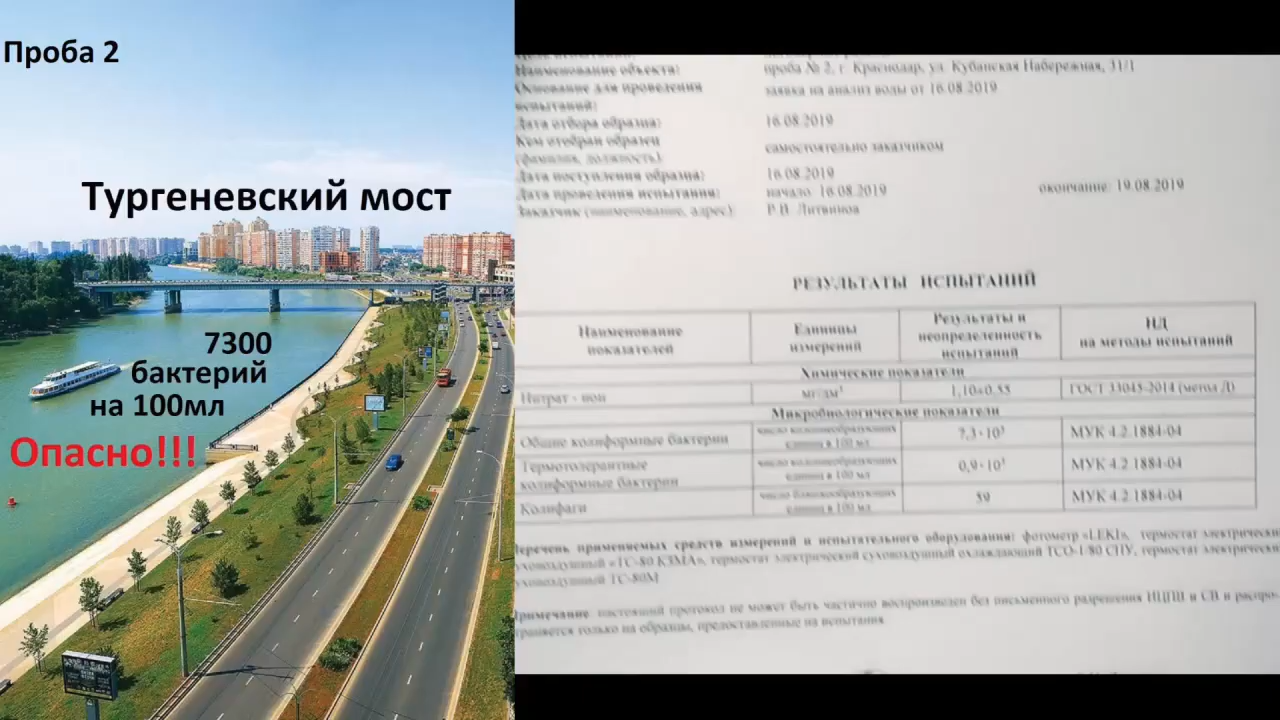 Проба 2
Тургеневский мост
7300
бактерий
на 100мл
Опасно!!!
Наименование объекта:
проба № 2, г. Краснодар, ул. Кубанская Набережная, 31/1
Основание для проведения
испытаний:
заявка на анализ воды от 16.08.2019
Дата отбора образца:
16.08.2019
Кем отобран образец
(фамилия, должность):
самостоятельно заказчиком
Дата поступления образца:
16.08.2019
Дата проведения испытания:
начало: 16.08.2019
окончание: 19.08.2019
Заказчик (наименование, адрес):
Р.В. Литвинов
РЕЗУЛЬТАТЫ ИСПЫТАНИЙ
Наименование
показателей
Единицы
измерений
Результаты и
неопределенность
испытаний
НД
на методы испытаний
Химические показатели
Нитрат - ион
мг/дм³
1,10±0,55
ГОСТ 33045-2014 (метод Д)
Микробиологические показатели
Общие колиформные бактерии
число колониеобразующих
единиц в 100 мл
7,3·10³
МУК 4.2.1884-04
Термотолерантные
колиформные бактерии
число колониеобразующих
единиц в 100 мл
0,9·10³
МУК 4.2.1884-04
Колифаги
число бляшкообразующих
единиц в 100 мл
59
МУК 4.2.1884-04
Перечень применяемых средств измерений и испытательного оборудования: фотометр «LEKI», термостат электрический
суховоздушный «ТС-80 КЗМА», термостат электрический суховоздушный охлаждающий ТСО-1/80 СПУ, термостат электрический
суховоздушный ТС-80М
Примечание: настоящий протокол не может быть частично воспроизведен без письменного разрешения ИЦПШ и СВ и распро-
траняется только на образцы, предоставленные на испытания